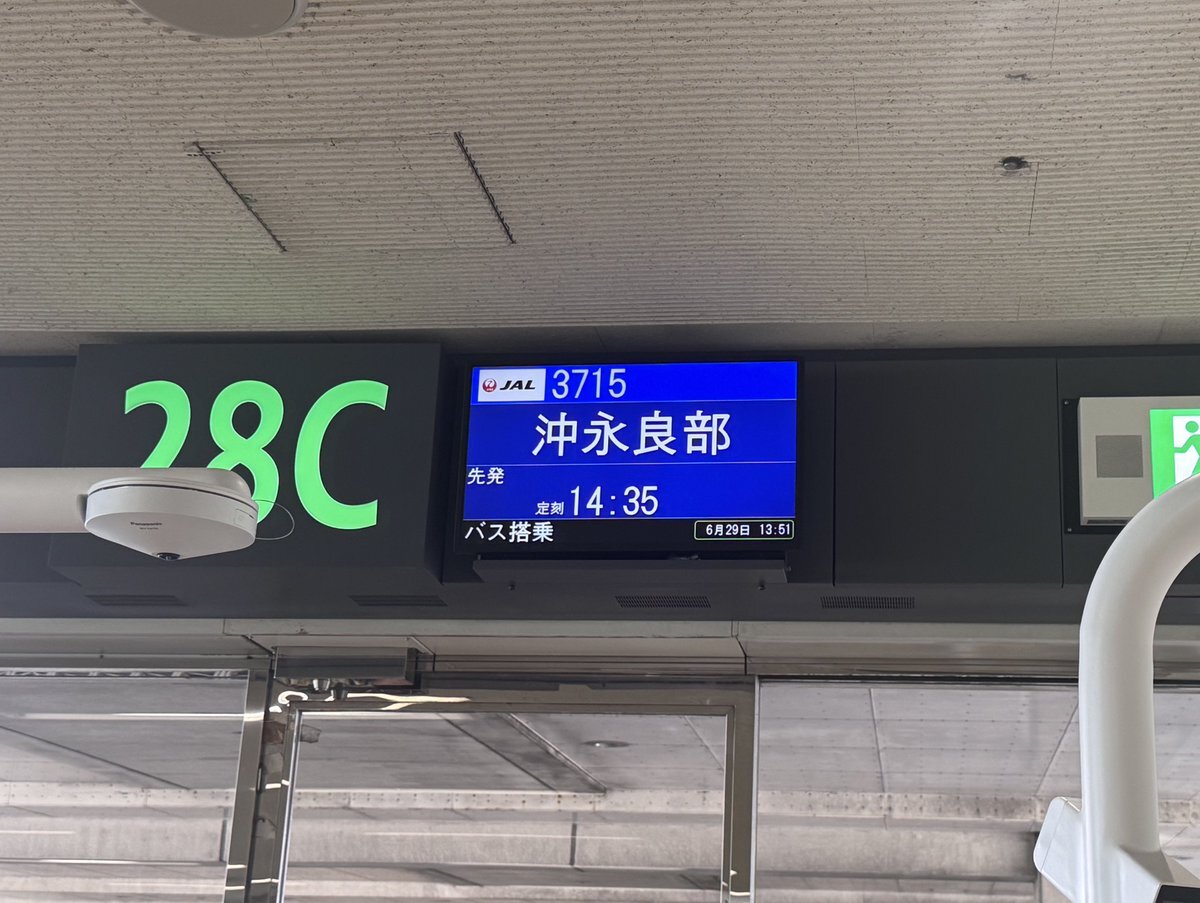 28C
JAL 3715
沖永良部
先発
定刻 14:35
バス搭乗 6月29日 13:51
Panasonic